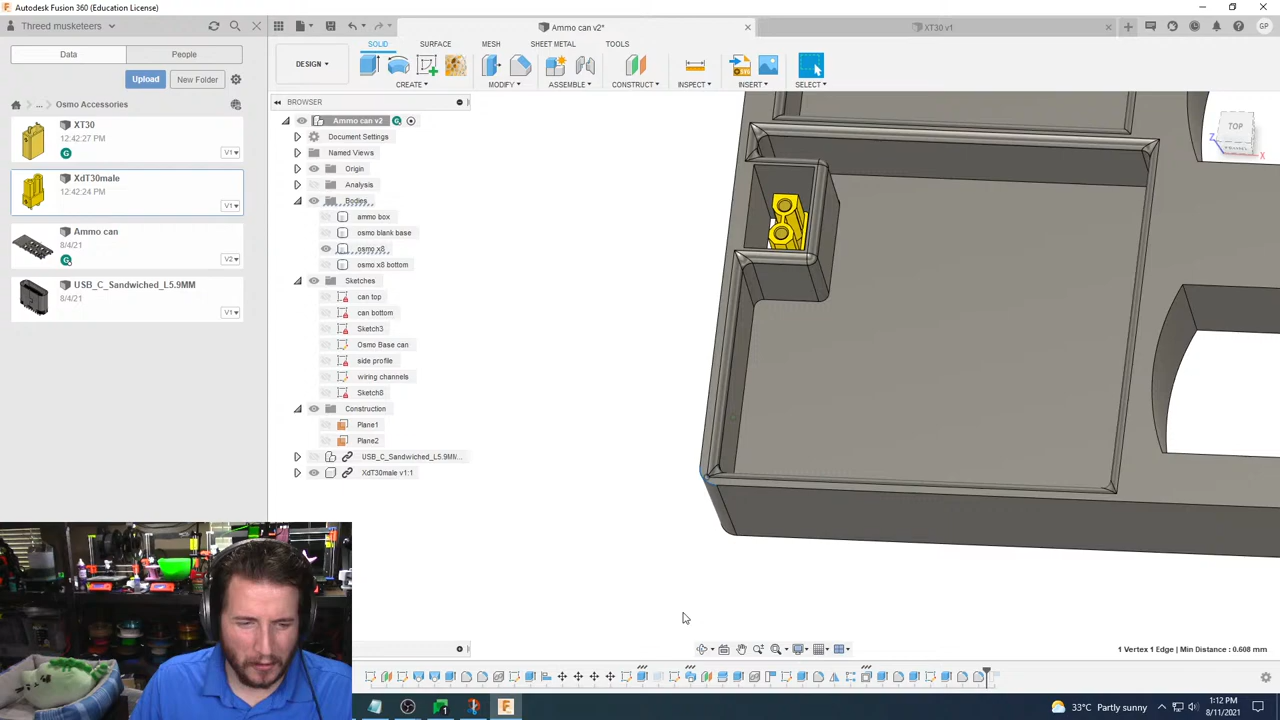 Autodesk Fusion 360 (Education License)
Threed musketeers
Ammo can v2*
XT30 v1
GP
Data
People
Upload
New Folder
... Osmo Accessories
XT30
12:42:27 PM
G
V1
XdT30male
12:42:24 PM
V1
Ammo can
8/4/21
G
V2
USB_C_Sandwiched_L5.9MM
8/4/21
V1
SOLID
SURFACE
MESH
SHEET METAL
TOOLS
DESIGN
CREATE
MODIFY
ASSEMBLE
CONSTRUCT
INSPECT
INSERT
SELECT
BROWSER
Ammo can v2
G
Document Settings
Named Views
Origin
Analysis
Bodies
ammo box
osmo blank base
osmo x8
osmo x8 bottom
Sketches
can top
can bottom
Sketch3
Osmo Base can
side profile
wiring channels
Sketch8
Construction
Plane1
Plane2
USB_C_Sandwiched_L5.9MM...
XdT30male v1:1
TOP
Z
X
1 Vertex 1 Edge | Min Distance : 0.608 mm
33°C Partly sunny
1:12 PM
8/11/2021